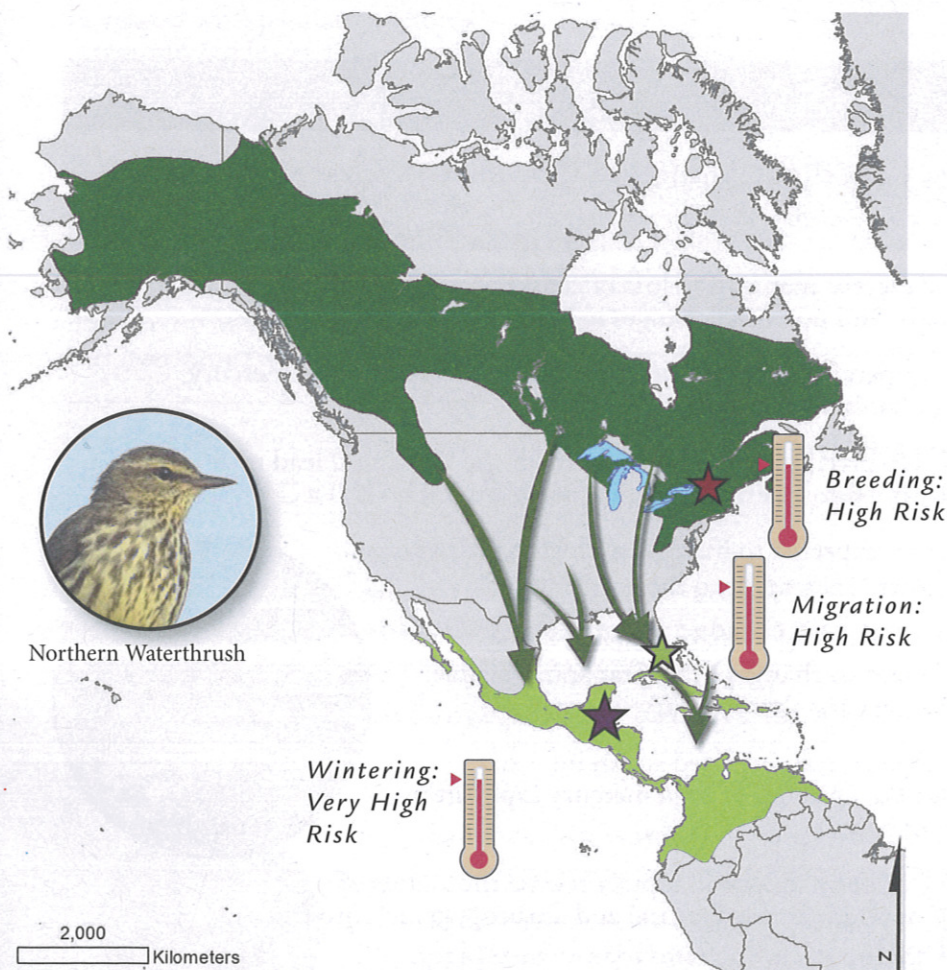 Breeding:
High Risk
Migration:
High Risk
Northern Waterthrush
Wintering:
Very High
Risk
2,000
Kilometers
N